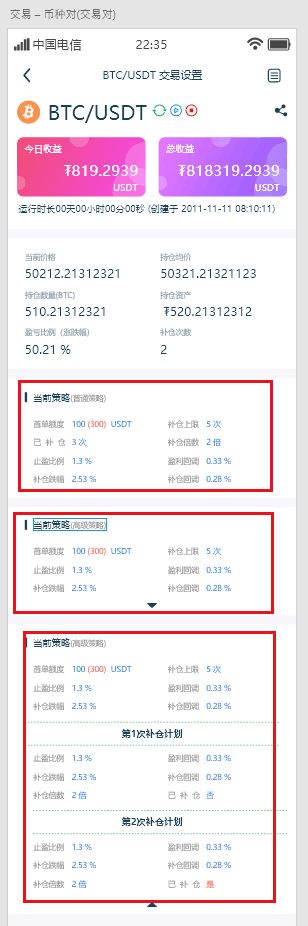 交易 – 币种对(交易对)
中国电信 22:35
BTC/USDT 交易设置
BTC/USDT
今日收益 总收益
₮819.2939 ₮818319.2939
USDT USDT
运行时长00天00小时00分00秒 (创建于 2011-11-11 08:10:11)
当前价格 持仓均价
50212.21312321 50321.21321123
持仓数量(BTC) 持仓资产
510.21312321 ₮520.21312312
盈亏比例（涨跌幅） 补仓次数
50.21 % 2
当前策略(普通策略)
首单额度 100 (300) USDT 补仓上限 5 次
已 补 仓 3 次 补仓倍数 2 倍
止盈比例 1.3 % 盈利回调 0.33 %
补仓跌幅 2.53 % 补仓回调 0.28 %
当前策略(高级策略)
首单额度 100 (300) USDT 补仓上限 5 次
止盈比例 1.3 % 盈利回调 0.33 %
补仓跌幅 2.53 % 补仓回调 0.28 %
当前策略(高级策略)
首单额度 100 (300) USDT 补仓上限 5 次
止盈比例 1.3 % 盈利回调 0.33 %
补仓跌幅 2.53 % 补仓回调 0.28 %
第1次补仓计划
止盈比例 1.3 % 盈利回调 0.33 %
补仓跌幅 2.53 % 补仓回调 0.28 %
补仓倍数 2 倍 已 补 仓 否
第2次补仓计划
止盈比例 1.3 % 盈利回调 0.33 %
补仓跌幅 2.53 % 补仓回调 0.28 %
补仓倍数 2 倍 已 补 仓 是